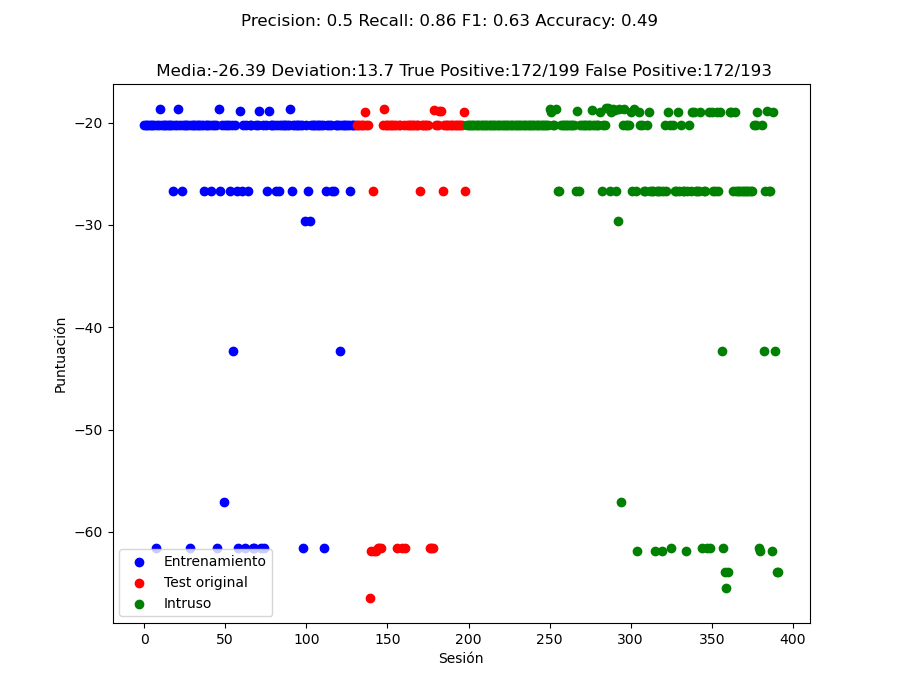 Precision: 0.5 Recall: 0.86 F1: 0.63 Accuracy: 0.49
Media:-26.39 Deviation:13.7 True Positive:172/199 False Positive:172/193
Puntuación
−20
−30
−40
−50
−60
Entrenamiento
Test original
Intruso
0 50 100 150 200 250 300 350 400
Sesión